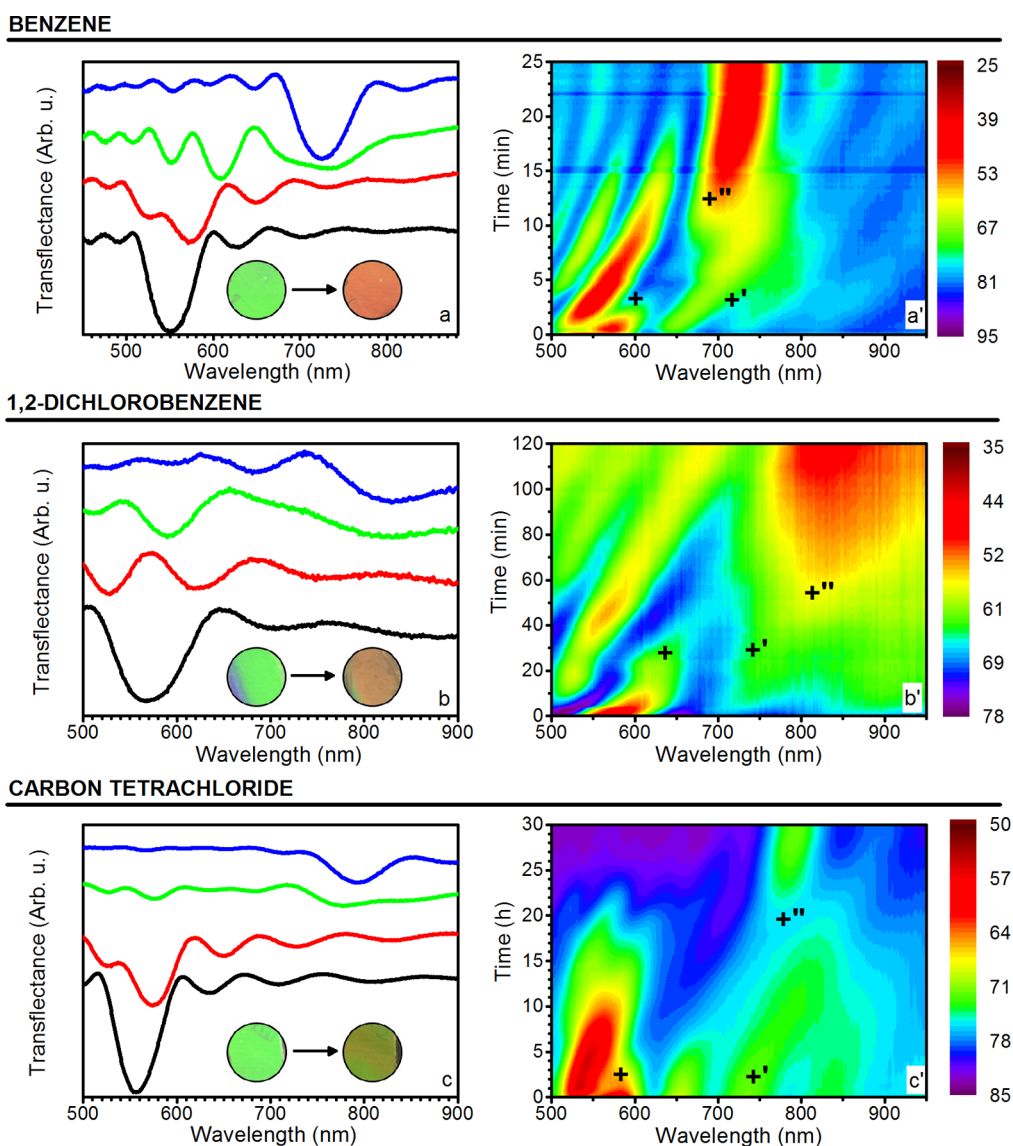 BENZENE
Transflectance (Arb. u.)
500 600 700 800
Wavelength (nm)
a
Time (min)
25
20
15
10
5
0
500 600 700 800 900
Wavelength (nm)
+
+'
+"
a'
25
39
53
67
81
95
1,2-DICHLOROBENZENE
Transflectance (Arb. u.)
500 600 700 800 900
Wavelength (nm)
b
Time (min)
120
100
80
60
40
20
0
500 600 700 800 900
Wavelength (nm)
+
+'
+"
b'
35
44
52
61
69
78
CARBON TETRACHLORIDE
Transflectance (Arb. u.)
500 600 700 800 900
Wavelength (nm)
c
Time (h)
30
25
20
15
10
5
0
500 600 700 800 900
Wavelength (nm)
+
+'
+"
c'
50
57
64
71
78
85